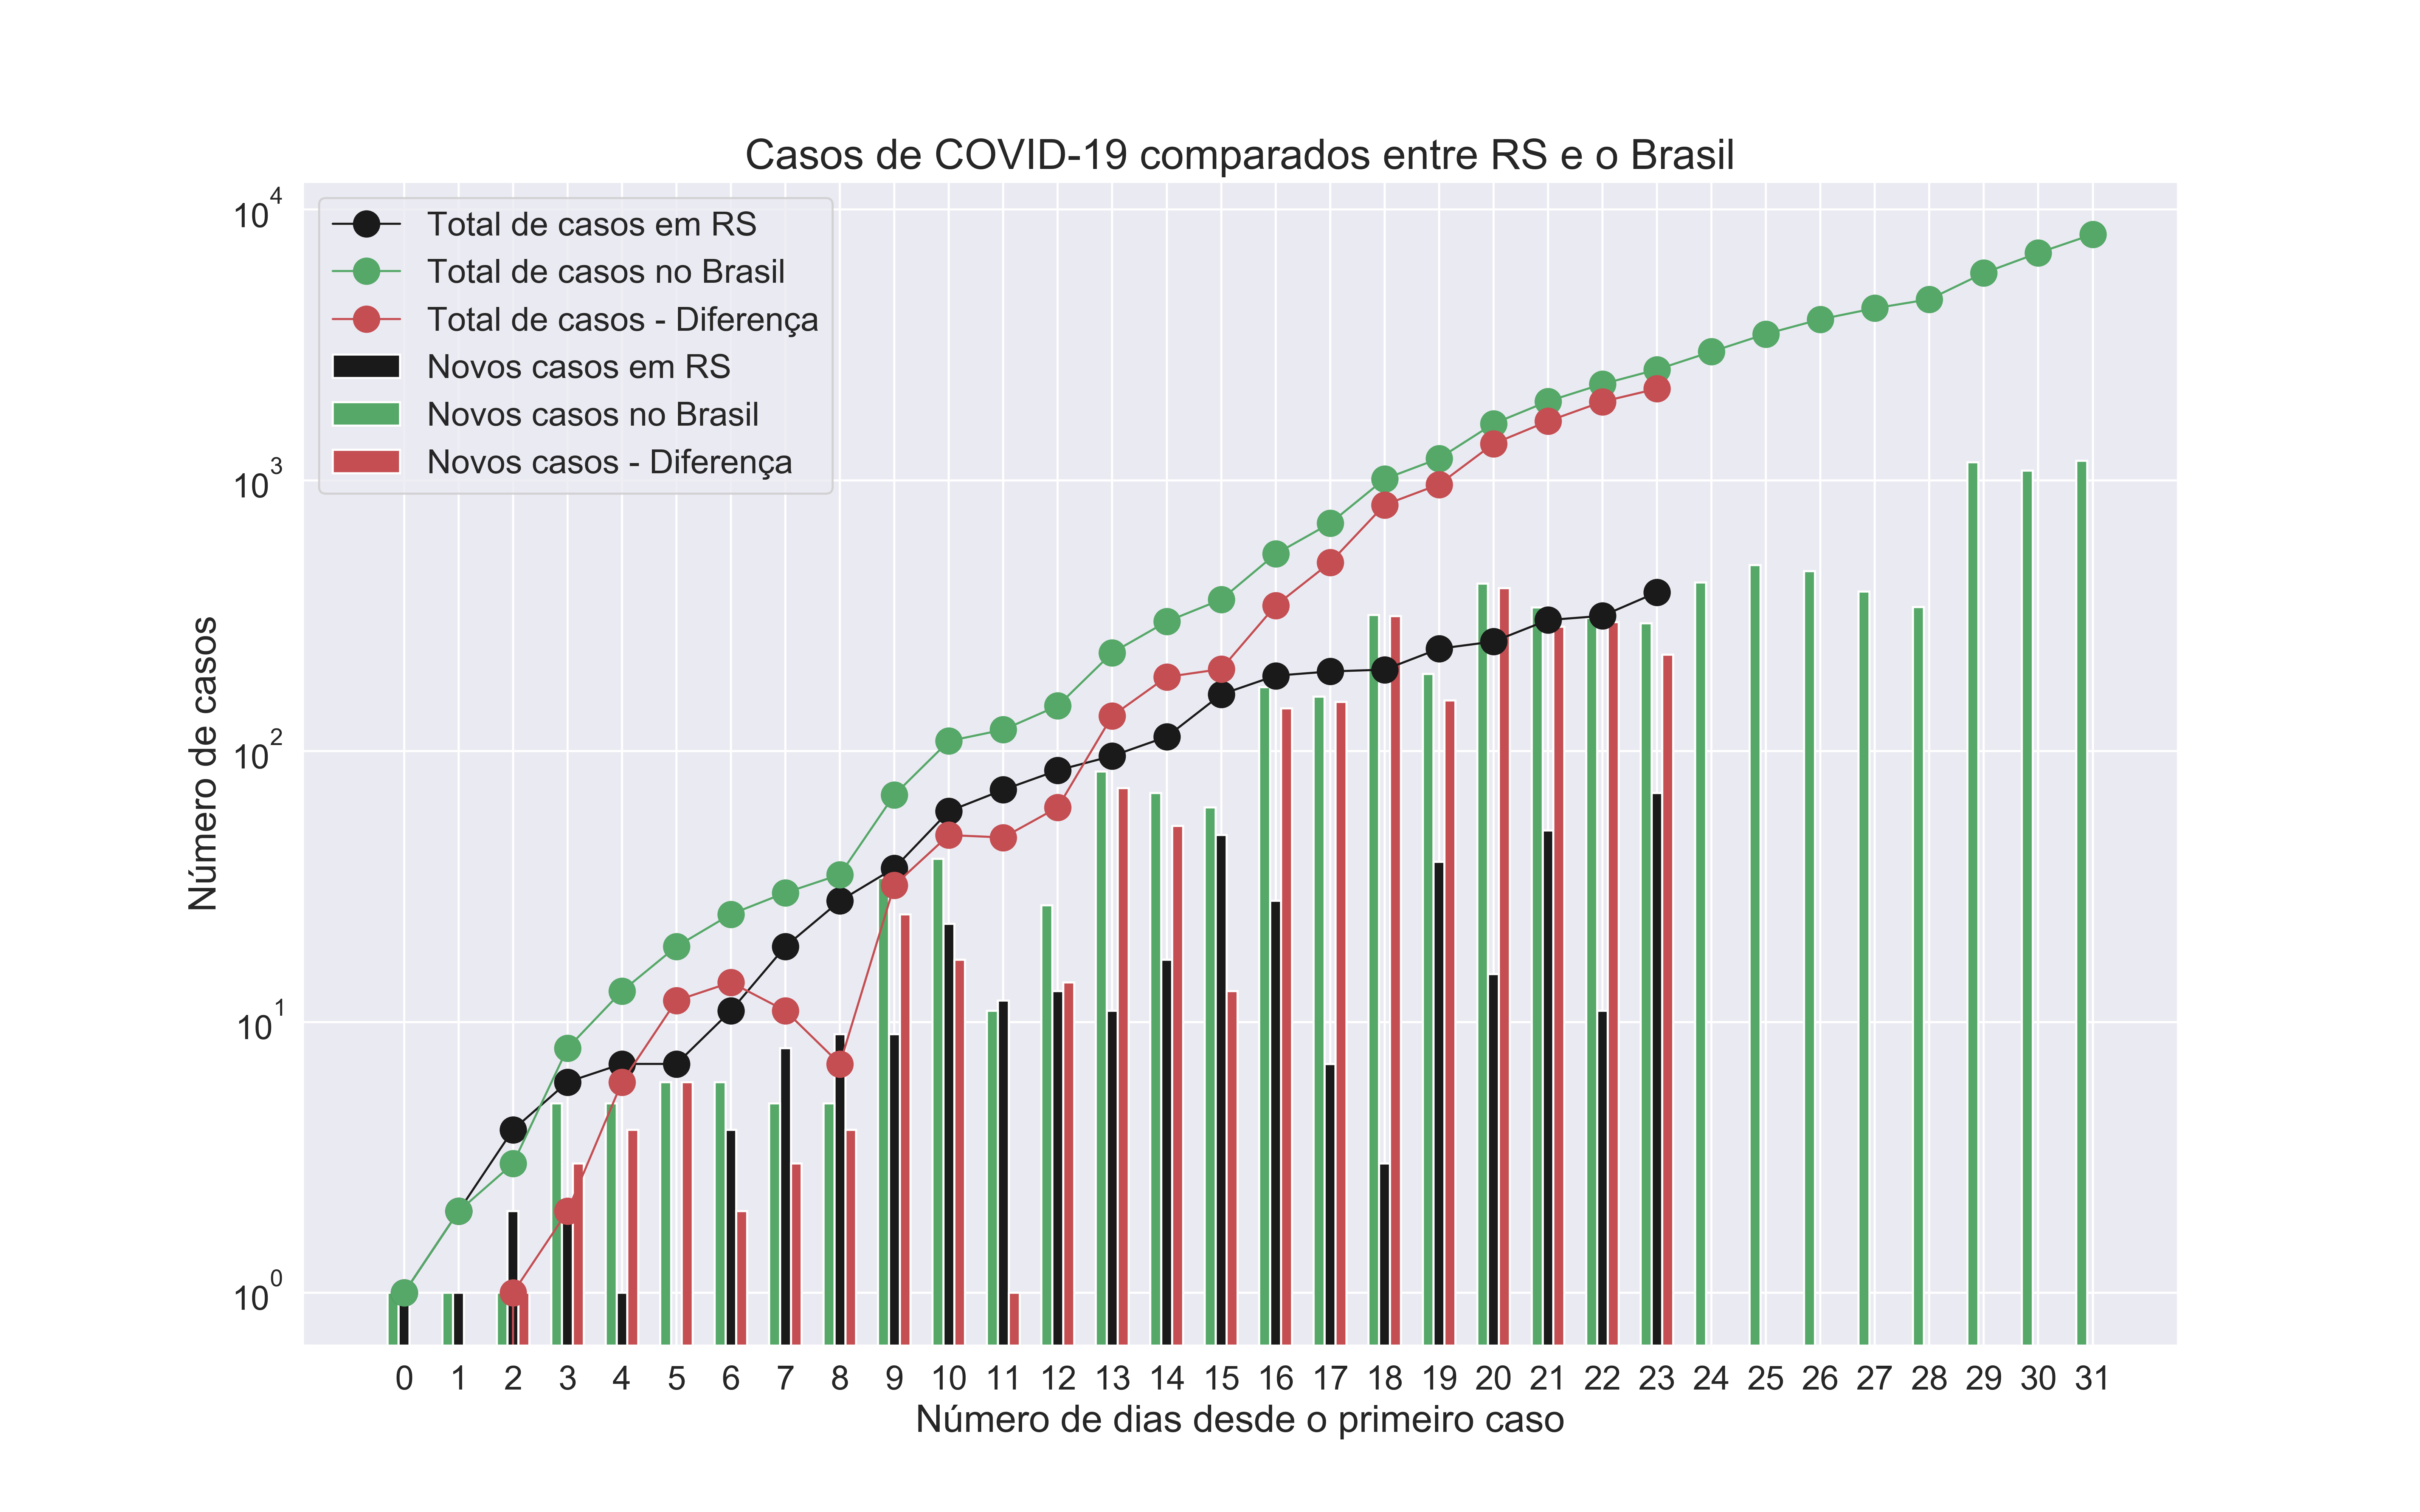 Casos de COVID-19 comparados entre RS e o Brasil
Total de casos em RS
Total de casos no Brasil
Total de casos - Diferença
Novos casos em RS
Novos casos no Brasil
Novos casos - Diferença
Número de casos
10^4
10^3
10^2
10^1
10^0
0 1 2 3 4 5 6 7 8 9 10 11 12 13 14 15 16 17 18 19 20 21 22 23 24 25 26 27 28 29 30 31
Número de dias desde o primeiro caso